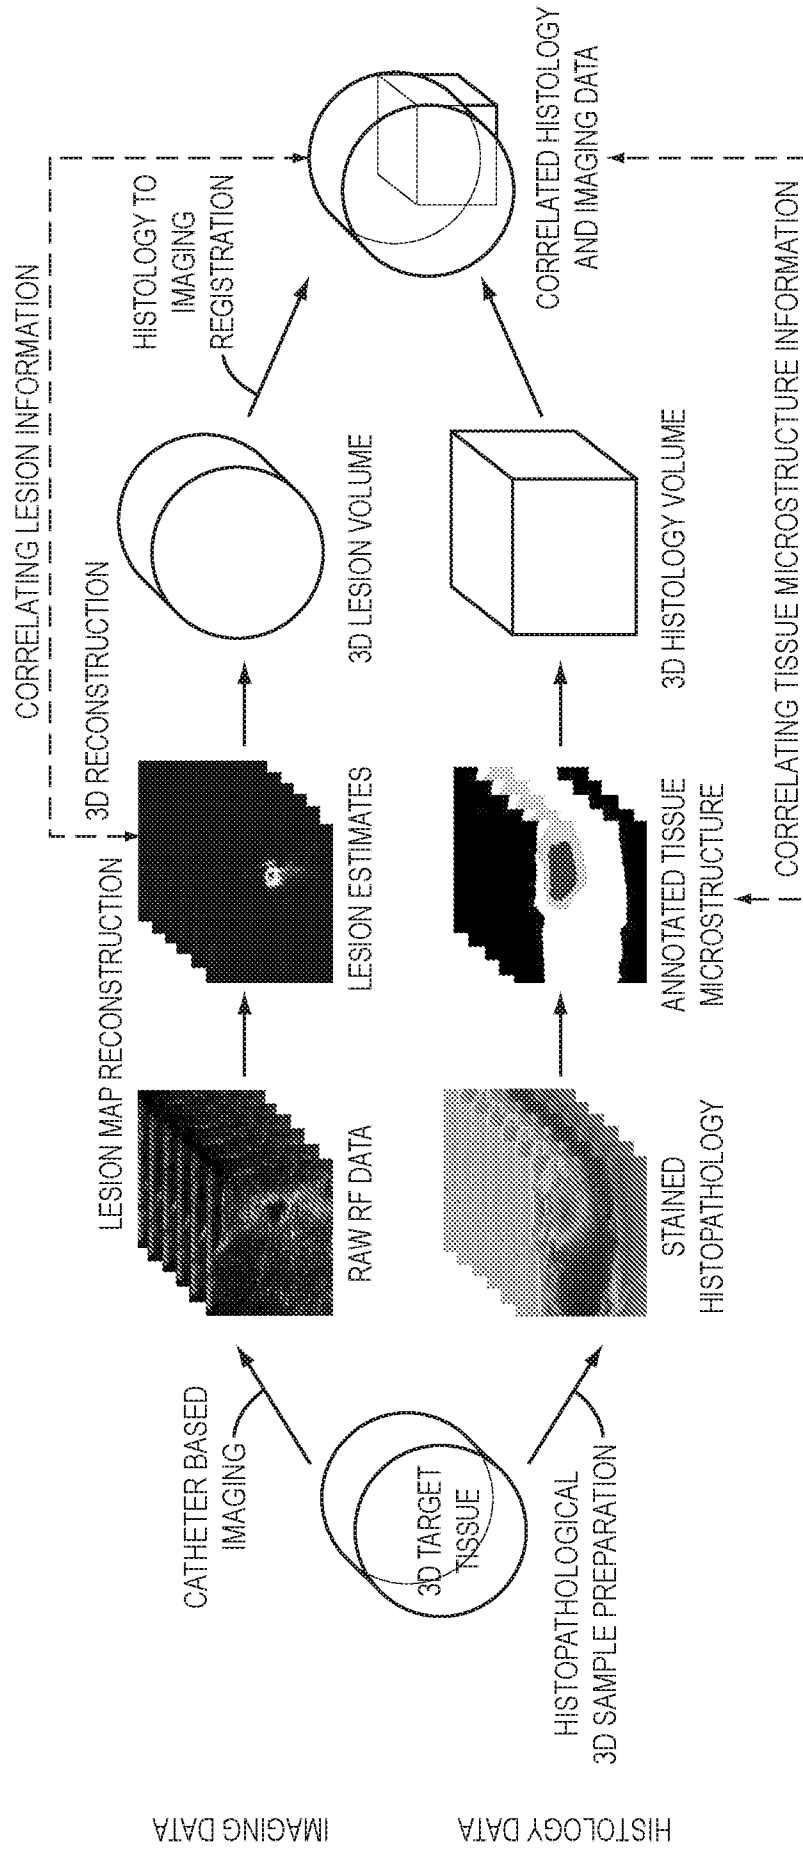 IMAGING DATA
HISTOLOGY DATA
3D TARGET
TISSUE
CATHETER BASED
IMAGING
HISTOPATHOLOGICAL
3D SAMPLE PREPARATION
LESION MAP RECONSTRUCTION
RAW RF DATA
STAINED
HISTOPATHOLOGY
3D RECONSTRUCTION
LESION ESTIMATES
ANNOTATED TISSUE
MICROSTRUCTURE
CORRELATING LESION INFORMATION
3D LESION VOLUME
3D HISTOLOGY VOLUME
HISTOLOGY TO
IMAGING
REGISTRATION
CORRELATED HISTOLOGY
AND IMAGING DATA
CORRELATING TISSUE MICROSTRUCTURE INFORMATION